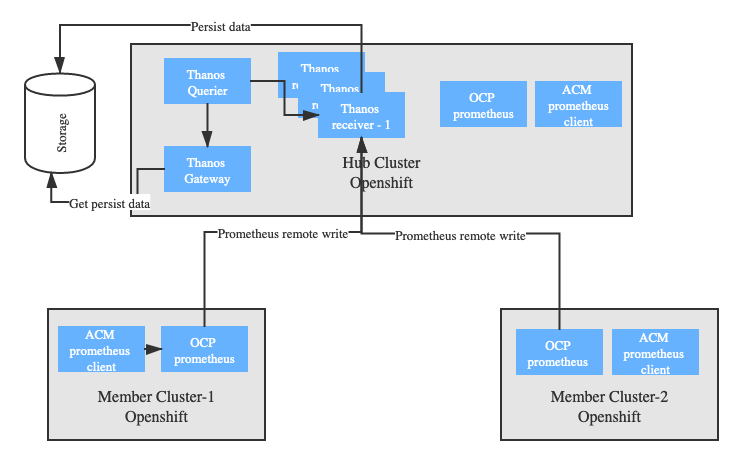 Persist data
Storage
Thanos
Querier
Thanos
re
Thanos
re
Thanos
receiver - 1
OCP
prometheus
ACM
prometheus
client
Thanos
Gateway
Hub Cluster
Openshift
Get persist data
Prometheus remote write
Prometheus remote write
ACM
prometheus
client
OCP
prometheus
Member Cluster-1
Openshift
OCP
prometheus
ACM
prometheus
client
Member Cluster-2
Openshift